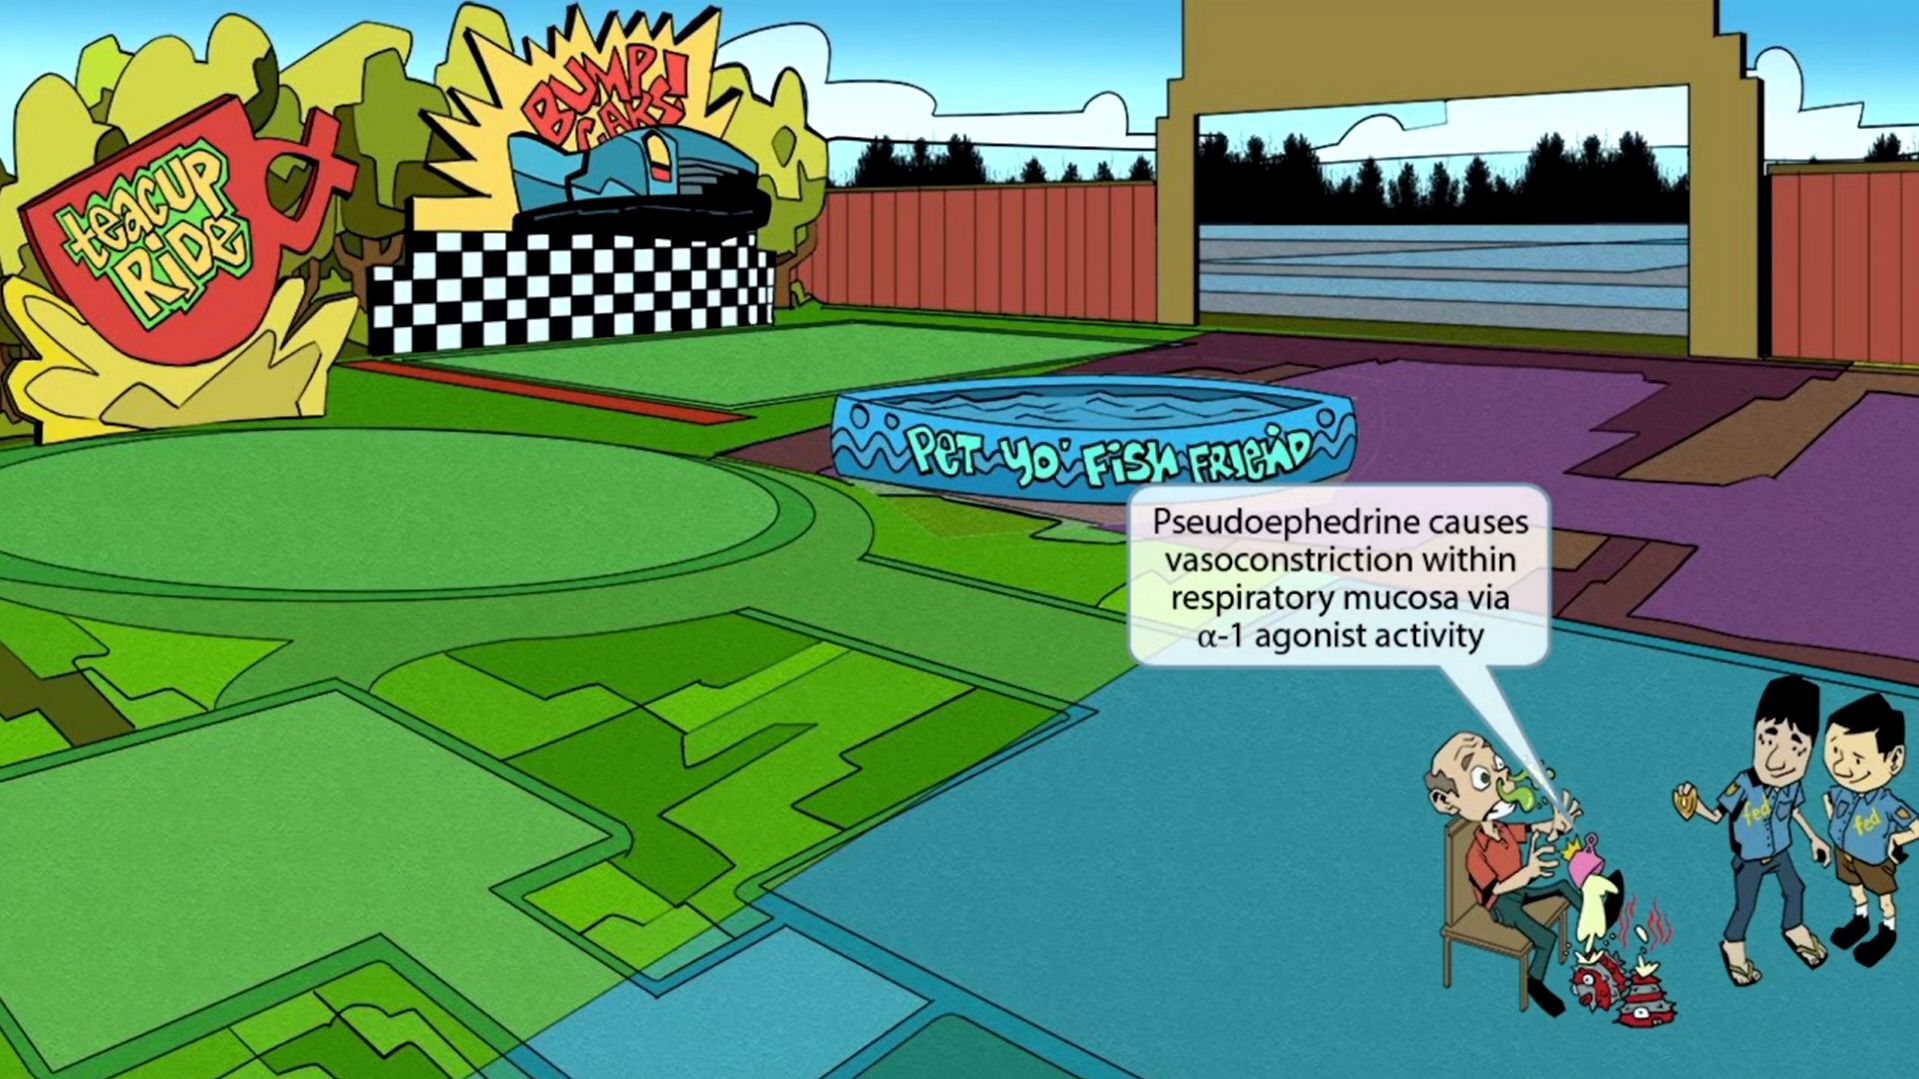 teacup
Ride
BUMP!
CARS
PET YO' FISH FRIEND
Pseudoephedrine causes
vasoconstriction within
respiratory mucosa via
α-1 agonist activity
fed
fed